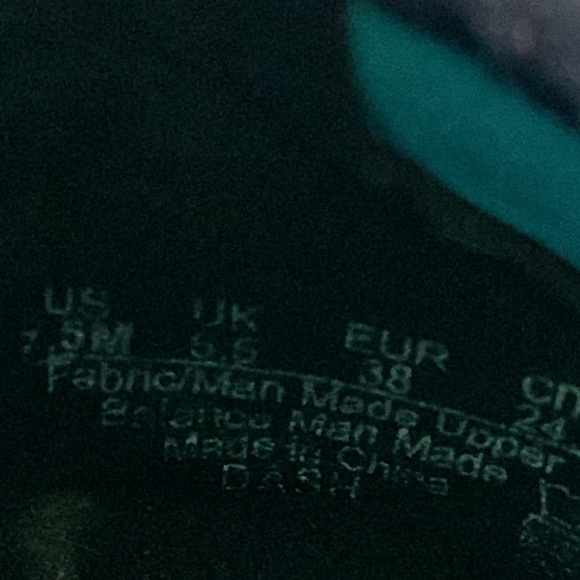 US UK EUR cm
7.5M 5.5 38 24.
Fabric/Man Made Upper
Balance Man Made
Made in China
DASH